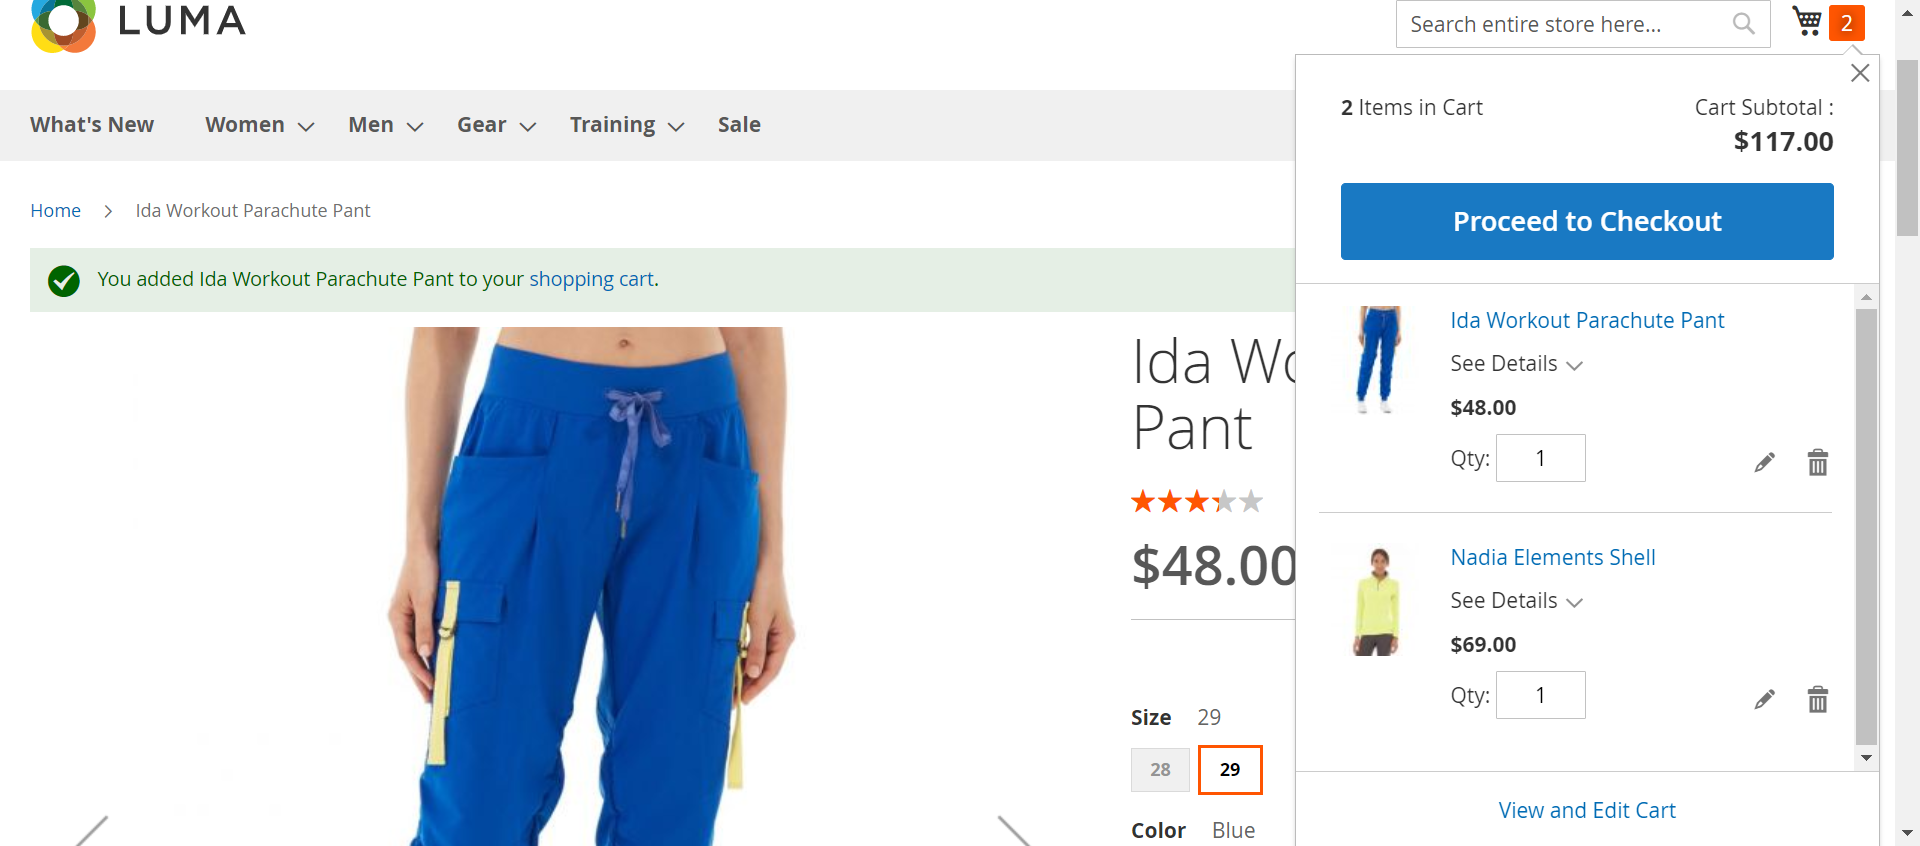 LUMA
Search entire store here...
2
What's New
Women
Men
Gear
Training
Sale
2 Items in Cart
Cart Subtotal :
$117.00
Proceed to Checkout
Home
Ida Workout Parachute Pant
You added Ida Workout Parachute Pant to your shopping cart.
Ida Wo
Pant
$48.00
Size 29
28
29
Color Blue
Ida Workout Parachute Pant
See Details
$48.00
Qty: 1
Nadia Elements Shell
See Details
$69.00
Qty: 1
View and Edit Cart